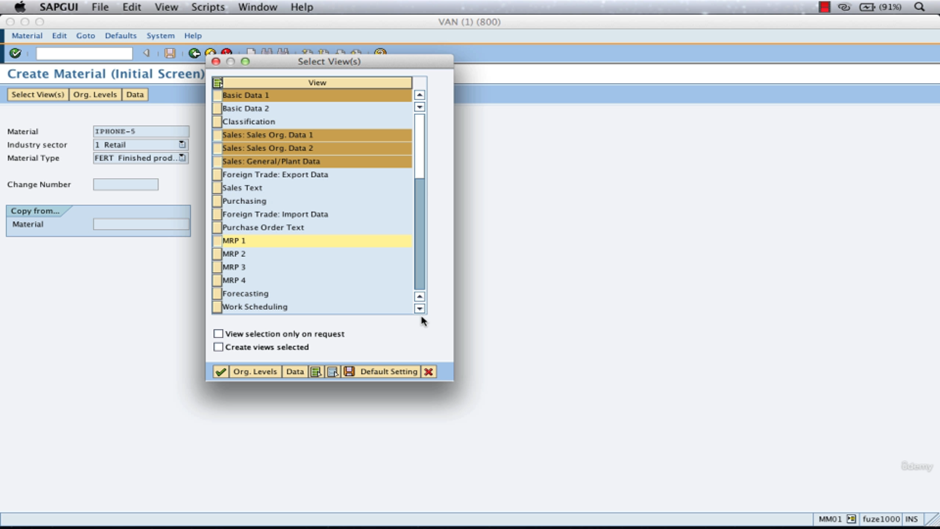 SAPGUI File Edit View Scripts Window Help (91%)
VAN (1) (800)
Material Edit Goto Defaults System Help
Create Material (Initial Screen)
Select View(s) Org. Levels Data
Material IPHONE-5
Industry sector 1 Retail
Material Type FERT Finished prod..
Change Number
Copy from...
Material
Select View(s)
View
Basic Data 1
Basic Data 2
Classification
Sales: Sales Org. Data 1
Sales: Sales Org. Data 2
Sales: General/Plant Data
Foreign Trade: Export Data
Sales Text
Purchasing
Foreign Trade: Import Data
Purchase Order Text
MRP 1
MRP 2
MRP 3
MRP 4
Forecasting
Work Scheduling
View selection only on request
Create views selected
Org. Levels Data Default Setting
Udemy
MM01 fuze1000 INS